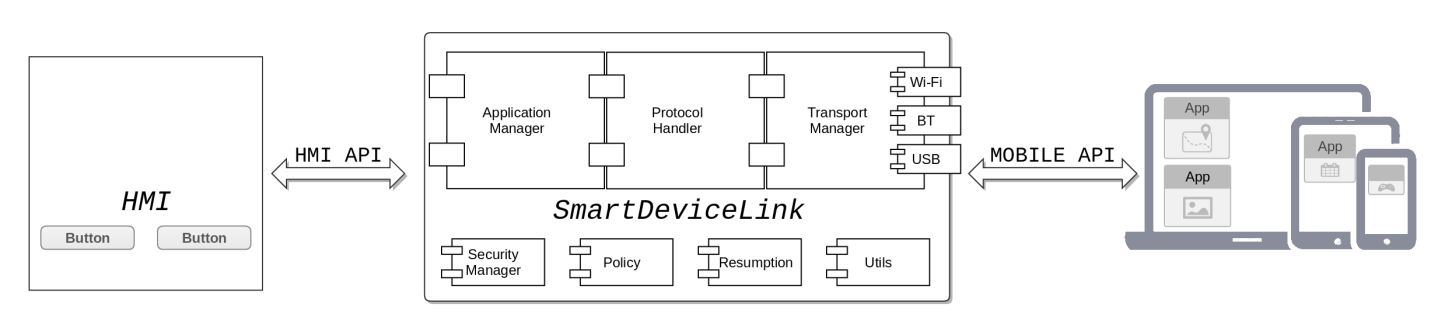 HMI
Button
Button
HMI API
Application
Manager
Protocol
Handler
Transport
Manager
Wi-Fi
BT
USB
SmartDeviceLink
Security
Manager
Policy
Resumption
Utils
MOBILE API
App
App
App